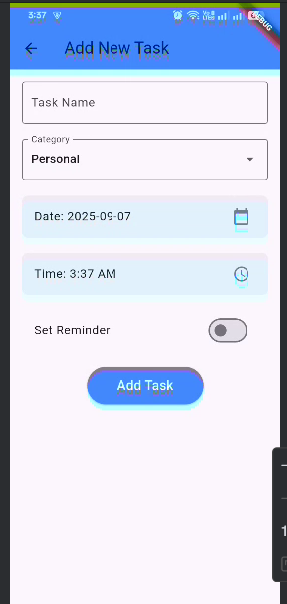 3:37
DEBUG
Add New Task
Task Name
Category
Personal
Date: 2025-09-07
Time: 3:37 AM
Set Reminder
Add Task
1